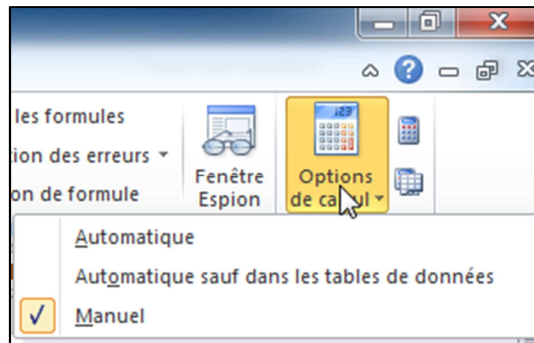 les formules
tion des erreurs
on de formule
Fenêtre
Espion
123
Options
de calcul
Automatique
Automatique sauf dans les tables de données
Manuel